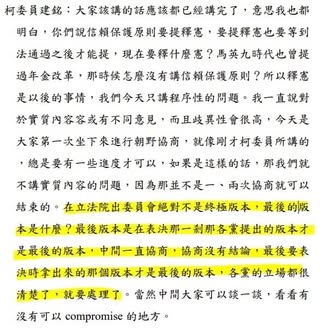 柯委員建銘：大家該講的話應該都已經講完了，意思我也都
明白，你們說信賴保護原則要提釋憲，要提釋憲也要等到
法通過之後才能提，現在要釋什麼憲？馬英九時代也曾提
過年金改革，那時候怎麼沒有講信賴保護原則？所以釋憲
是以後的事情，我們今天只講程序性的問題。我一直說對
於實質內容容或有不同意見，而且歧異性會很高，今天是
大家第一次坐下來進行朝野協商，就像剛才柯委員所講的
，總是要有一些進度才可以，如果是這樣的話，那我們就
不講實質內容的問題，因為那並不是一、兩次協商就可以
結束的。在立法院出委員會絕對不是終極版本，最後的版
本是什麼？最後版本是在表決那一剎那各黨提出的版本才
是最後的版本，中間一直協商，協商沒有結論，最後要表
決時拿出來的那個版本才是最後的版本，各黨的立場都很
清楚了，就要處理了。當然中間大家可以談一談，看看有
沒有可以 compromise 的地方。